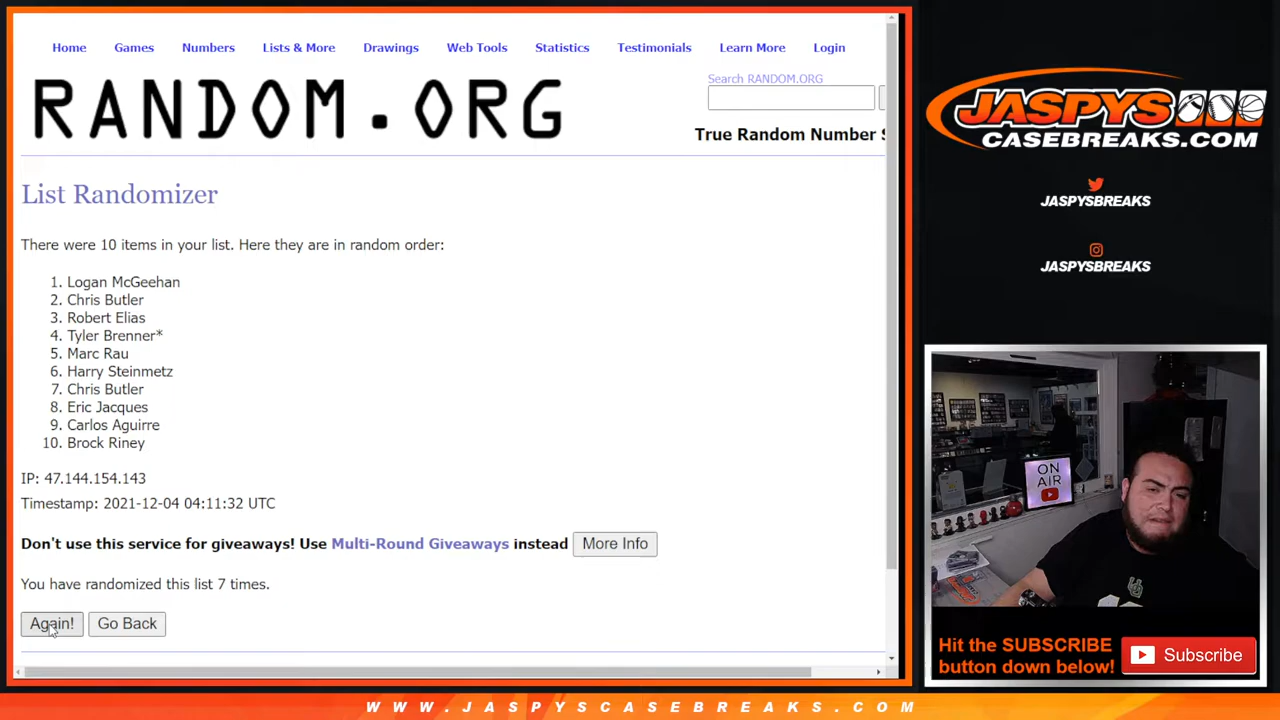 Home Games Numbers Lists & More Drawings Web Tools Statistics Testimonials Learn More Login
RANDOM.ORG
Search RANDOM.ORG
True Random Number S
List Randomizer
There were 10 items in your list. Here they are in random order:
1. Logan McGeehan
2. Chris Butler
3. Robert Elias
4. Tyler Brenner*
5. Marc Rau
6. Harry Steinmetz
7. Chris Butler
8. Eric Jacques
9. Carlos Aguirre
10. Brock Riney
IP: 47.144.154.143
Timestamp: 2021-12-04 04:11:32 UTC
Don't use this service for giveaways! Use Multi-Round Giveaways instead More Info
You have randomized this list 7 times.
Again! Go Back
JASPYS
CASEBREAKS.COM
JASPYSBREAKS
JASPYSBREAKS
ON
AIR
Hit the SUBSCRIBE
button down below!
Subscribe
WWW.JASPYSCASEBREAKS.COM